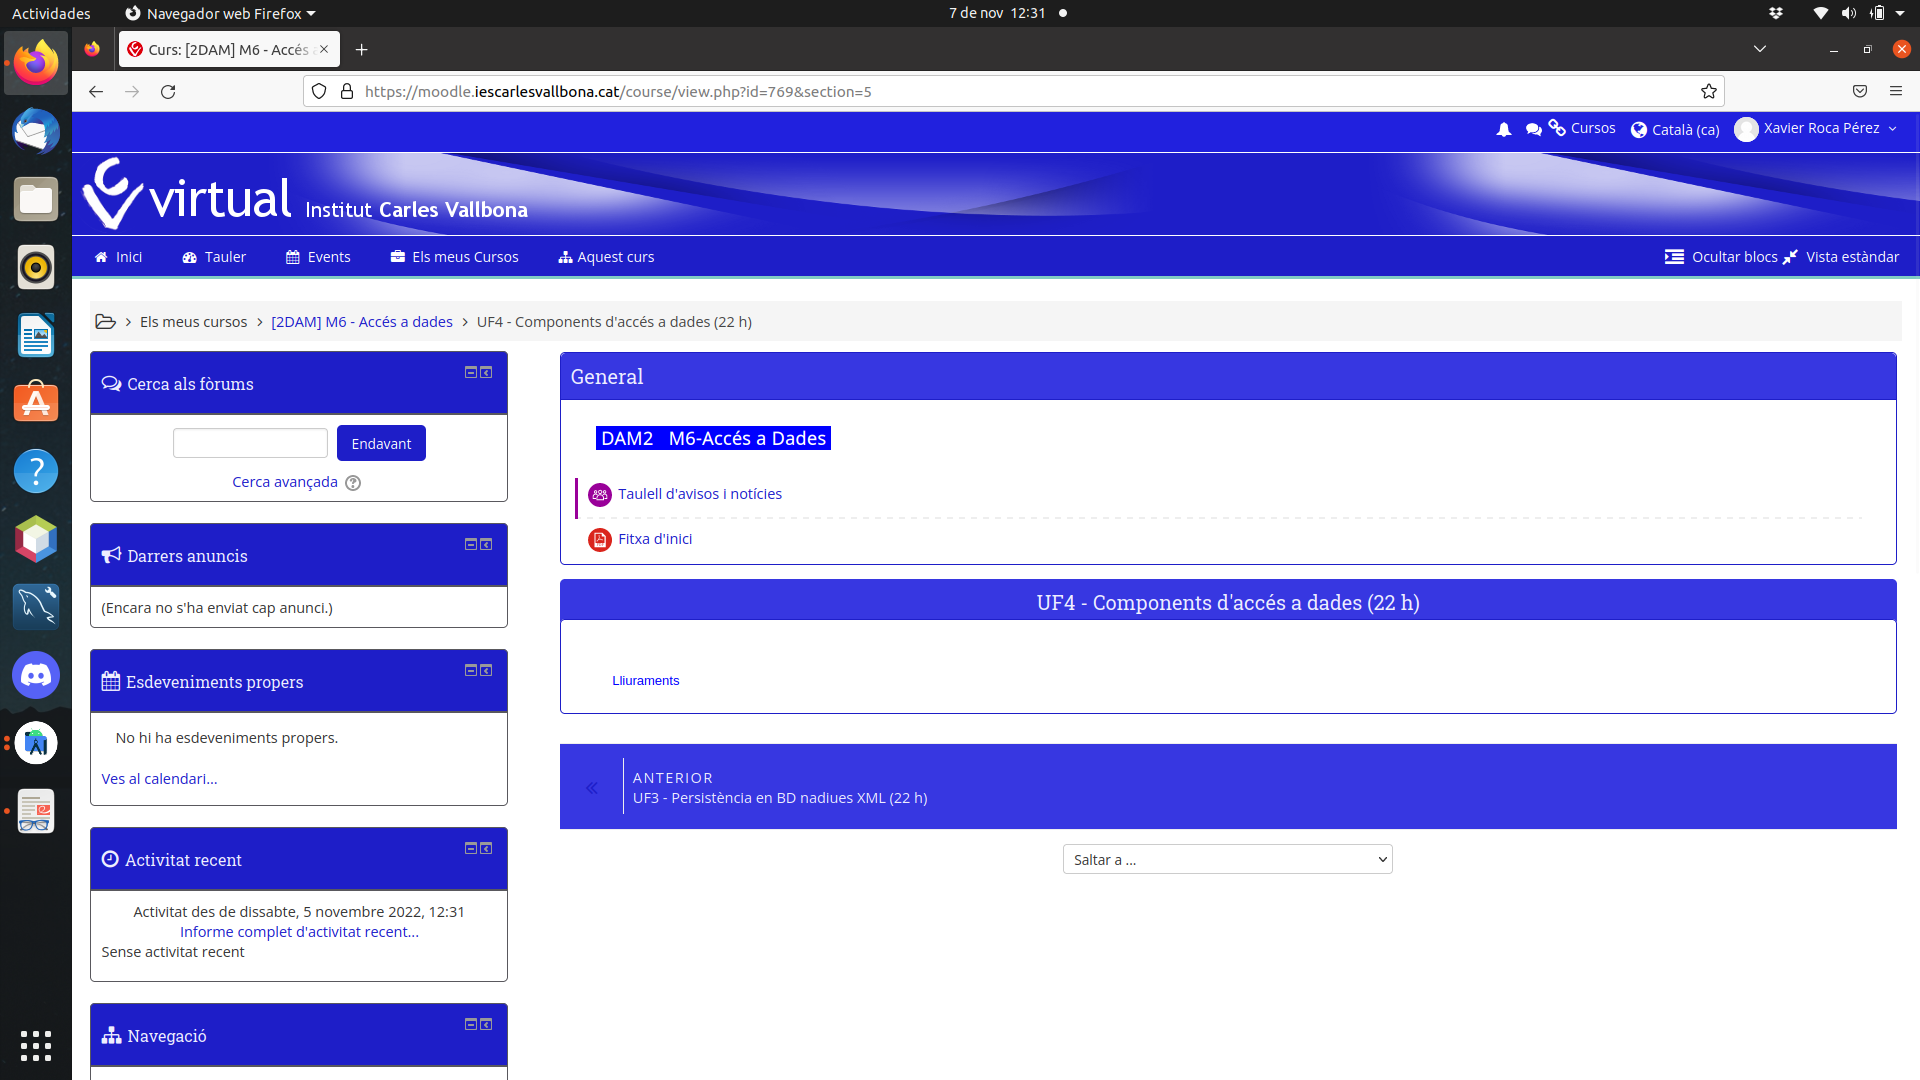 Actividades
Navegador web Firefox
7 de nov 12:31
Curs: [2DAM] M6 - Accés
https://moodle.iescarlesvallbona.cat/course/view.php?id=769&section=5
Cursos
Català (ca)
Xavier Roca Pérez
virtual Institut Carles Vallbona
Inici
Tauler
Events
Els meus Cursos
Aquest curs
Ocultar blocs
Vista estàndar
Els meus cursos > [2DAM] M6 - Accés a dades > UF4 - Components d'accés a dades (22 h)
Cerca als fòrums
Endavant
Cerca avançada
Darrers anuncis
(Encara no s'ha enviat cap anunci.)
Esdeveniments propers
No hi ha esdeveniments propers.
Ves al calendari...
Activitat recent
Activitat des de dissabte, 5 novembre 2022, 12:31
Informe complet d'activitat recent...
Sense activitat recent
Navegació
General
DAM2 M6-Accés a Dades
Taulell d'avisos i notícies
Fitxa d'inici
UF4 - Components d'accés a dades (22 h)
Lliuraments
ANTERIOR
UF3 - Persistència en BD nadiues XML (22 h)
Saltar a ...